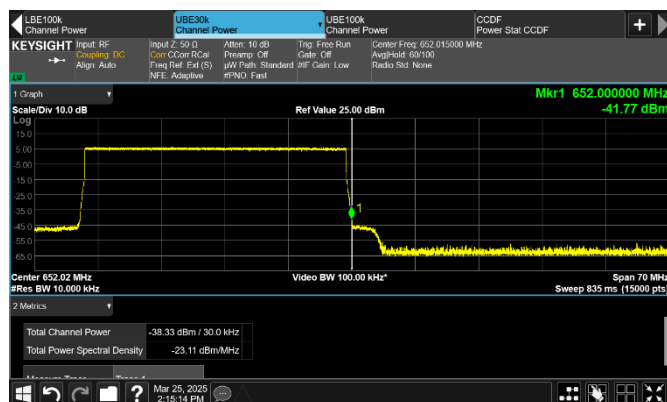 LBE100k
Channel Power
UBE30k
Channel Power
UBE100k
Channel Power
CCDF
Power Stat CCDF
KEYSIGHT
Input: RF
Coupling: DC
Align: Auto
Input Z: 50 Ω
Corr CCorr RCal
Freq Ref: Ext (S)
NFE: Adaptive
Atten: 10 dB
Preamp: Off
µW Path: Standard
#PNO: Fast
Trig: Free Run
Gate: Off
#IF Gain: Low
Center Freq: 652.015000 MHz
Avg|Hold: 60/100
Radio Std: None
1 Graph
Scale/Div 10.0 dB
Ref Value 25.00 dBm
Mkr1 652.000000 MHz
-41.77 dBm
Log
15.0
5.00
-5.00
-15.0
-25.0
-35.0
-45.0
-55.0
-65.0
1
Center 652.02 MHz
#Res BW 10.000 kHz
Video BW 100.00 kHz*
Span 70 MHz
Sweep 835 ms (15000 pts)
2 Metrics
Total Channel Power -38.33 dBm / 30.0 kHz
Total Power Spectral Density -23.11 dBm/MHz
Measure Trace Trace 1
Mar 25, 2025
2:15:14 PM